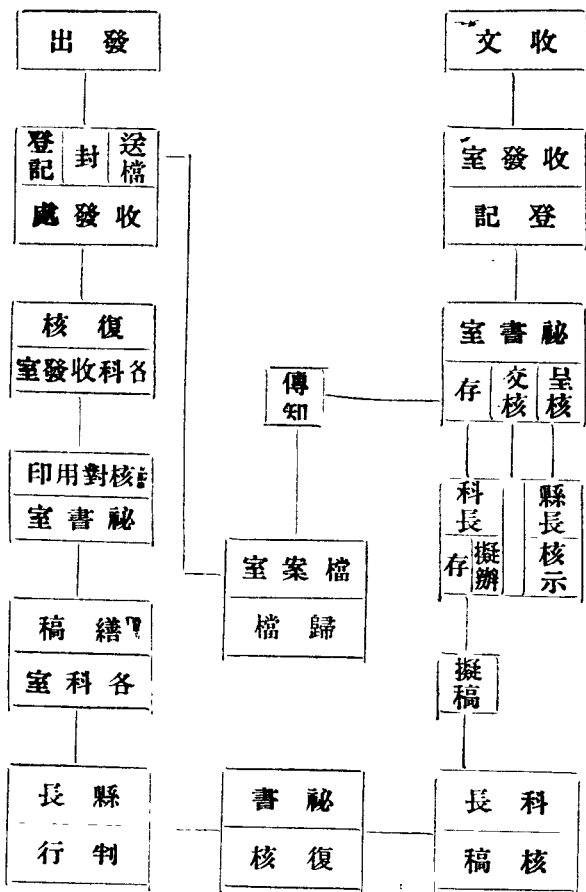 收文
收發室
登記
祕書室
呈核
交核
存
縣長核示
科長
擬辦
存
擬稿
科長
核稿
祕書
復核
縣長
判行
繕稿
各科室
核對用印
祕書室
復核
各科收發室
送檔
封
登記
收發處
發出
傳知
檔案室
歸檔